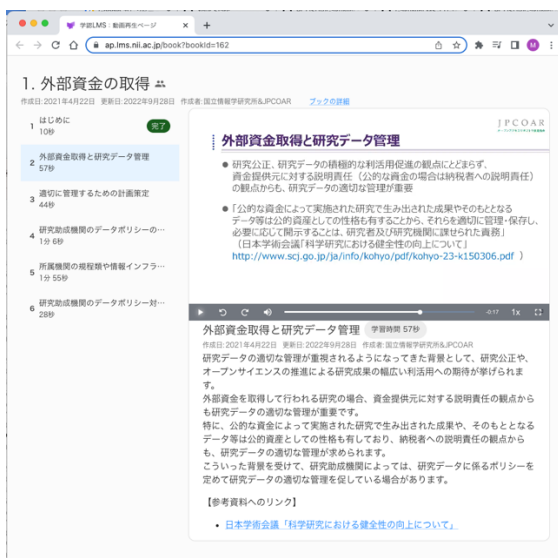 学認LMS：動画再生ページ
ap.lms.nii.ac.jp/book?bookId=162
M
1. 外部資金の取得
作成日:2021年4月22日 更新日:2022年9月28日 作成者:国立情報学研究所&JPCOAR ブックの詳細
1 はじめに
10秒
完了
2 外部資金取得と研究データ管理
57秒
3 適切に管理するための計画策定
44秒
4 研究助成機関のデータポリシーの…
1分 6秒
5 所属機関の規程類や情報インフラ…
1分 55秒
6 研究助成機関のデータポリシー対…
28秒
JPCOAR
外部資金取得と研究データ管理
● 研究公正、研究データの積極的な利活用促進の観点にとどまらず、
資金提供元に対する説明責任（公的な資金の場合は納税者への説明責任）
の観点からも、研究データの適切な管理が重要
● 「公的な資金によって実施された研究で生み出された成果やそのもととなる
データ等は公的資産としての性格も有することから、それらを適切に管理・保存し、
必要に応じて開示することは、研究者及び研究機関に課せられた責務」
（日本学術会議「科学研究における健全性の向上について」
http://www.scj.go.jp/ja/info/kohyo/pdf/kohyo-23-k150306.pdf ）
-0:17 1x
外部資金取得と研究データ管理 学習時間 57秒
作成日:2021年4月22日 更新日:2022年9月28日 作成者:国立情報学研究所&JPCOAR
研究データの適切な管理が重要視されるようになってきた背景として、研究公正や、
オープンサイエンスの推進による研究成果の幅広い利活用への期待が挙げられま
す。
外部資金を取得して行われる研究の場合、資金提供元に対する説明責任の観点から
も研究データの適切な管理が重要です。
特に、公的な資金によって実施された研究で生み出された成果や、そのもととなる
データ等は公的資産としての性格も有しており、納税者への説明責任の観点から
も、研究データの適切な管理が求められます。
こういった背景を受けて、研究助成機関によっては、研究データに係るポリシーを
定めて研究データの適切な管理を促している場合があります。
【参考資料へのリンク】
• 日本学術会議「科学研究における健全性の向上について」